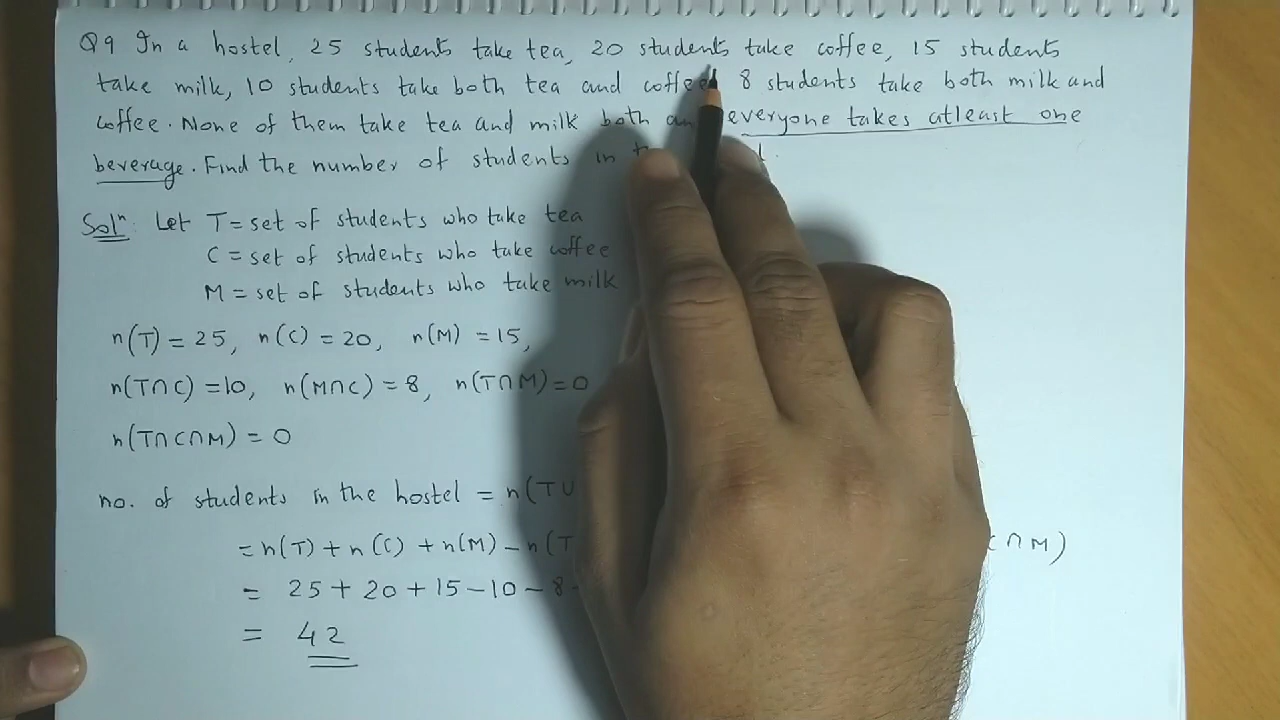 Q9 In a hostel, 25 students take tea, 20 students take coffee, 15 students
take milk, 10 students take both tea and coffee 8 students take both milk and
coffee. None of them take tea and milk both everyone takes atleast one
beverage. Find the number of students in
Solⁿ: Let T = set of students who take tea
C = set of students who take coffee
M = set of students who take milk
n(T) = 25, n(C) = 20, n(M) = 15,
n(T∩C) = 10, n(M∩C) = 8, n(T∩M) = 0
n(T∩C∩M) = 0
no. of students in the hostel = n(T∪
= n(T) + n(C) + n(M) − n(T ∩ M)
= 25 + 20 + 15 − 10 − 8
= 42